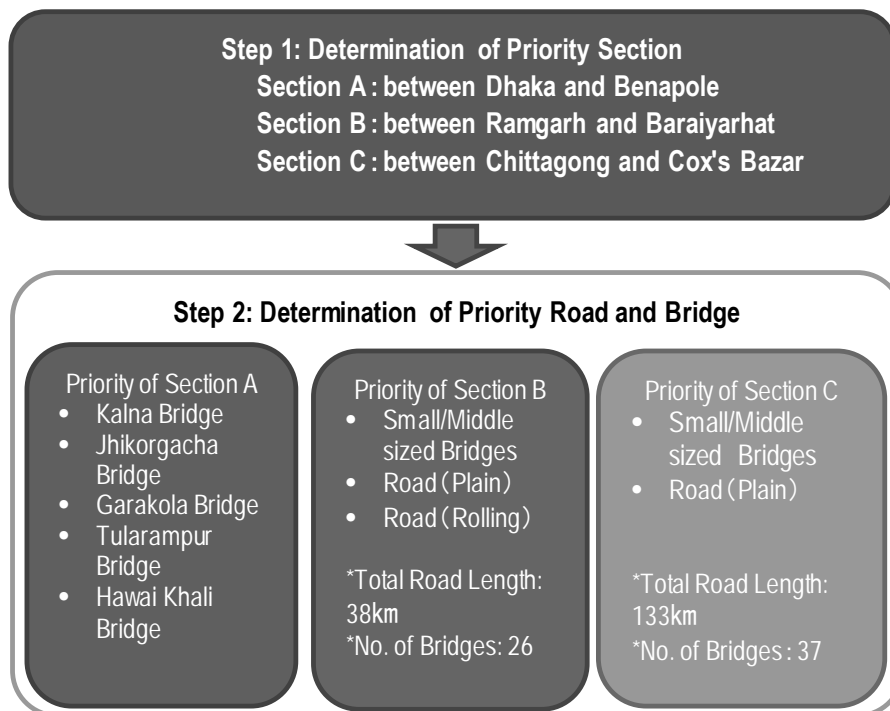 Step 1: Determination of Priority Section
Section A : between Dhaka and Benapole
Section B : between Ramgarh and Baraiyarhat
Section C : between Chittagong and Cox's Bazar
Step 2: Determination of Priority Road and Bridge
Priority of Section A
• Kalna Bridge
• Jhikorgacha
Bridge
• Garakola Bridge
• Tularampur
Bridge
• Hawai Khali
Bridge
Priority of Section B
• Small/Middle
sized Bridges
• Road(Plain)
• Road(Rolling)
*Total Road Length:
38km
*No. of Bridges: 26
Priority of Section C
• Small/Middle
sized Bridges
• Road(Plain)
*Total Road Length:
133km
*No. of Bridges : 37